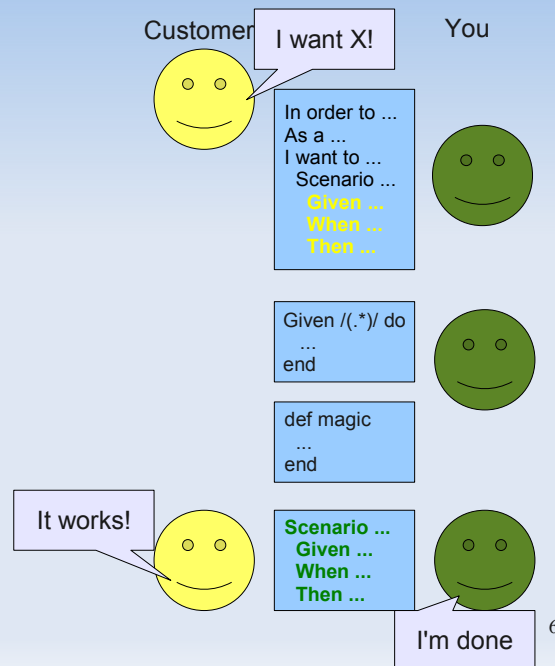 Customer
I want X!
You
In order to ...
As a ...
I want to ...
Scenario ...
Given ...
When ...
Then ...
Given /(.*)/ do
...
end
def magic
...
end
It works!
Scenario ...
Given ...
When ...
Then ...
I'm done